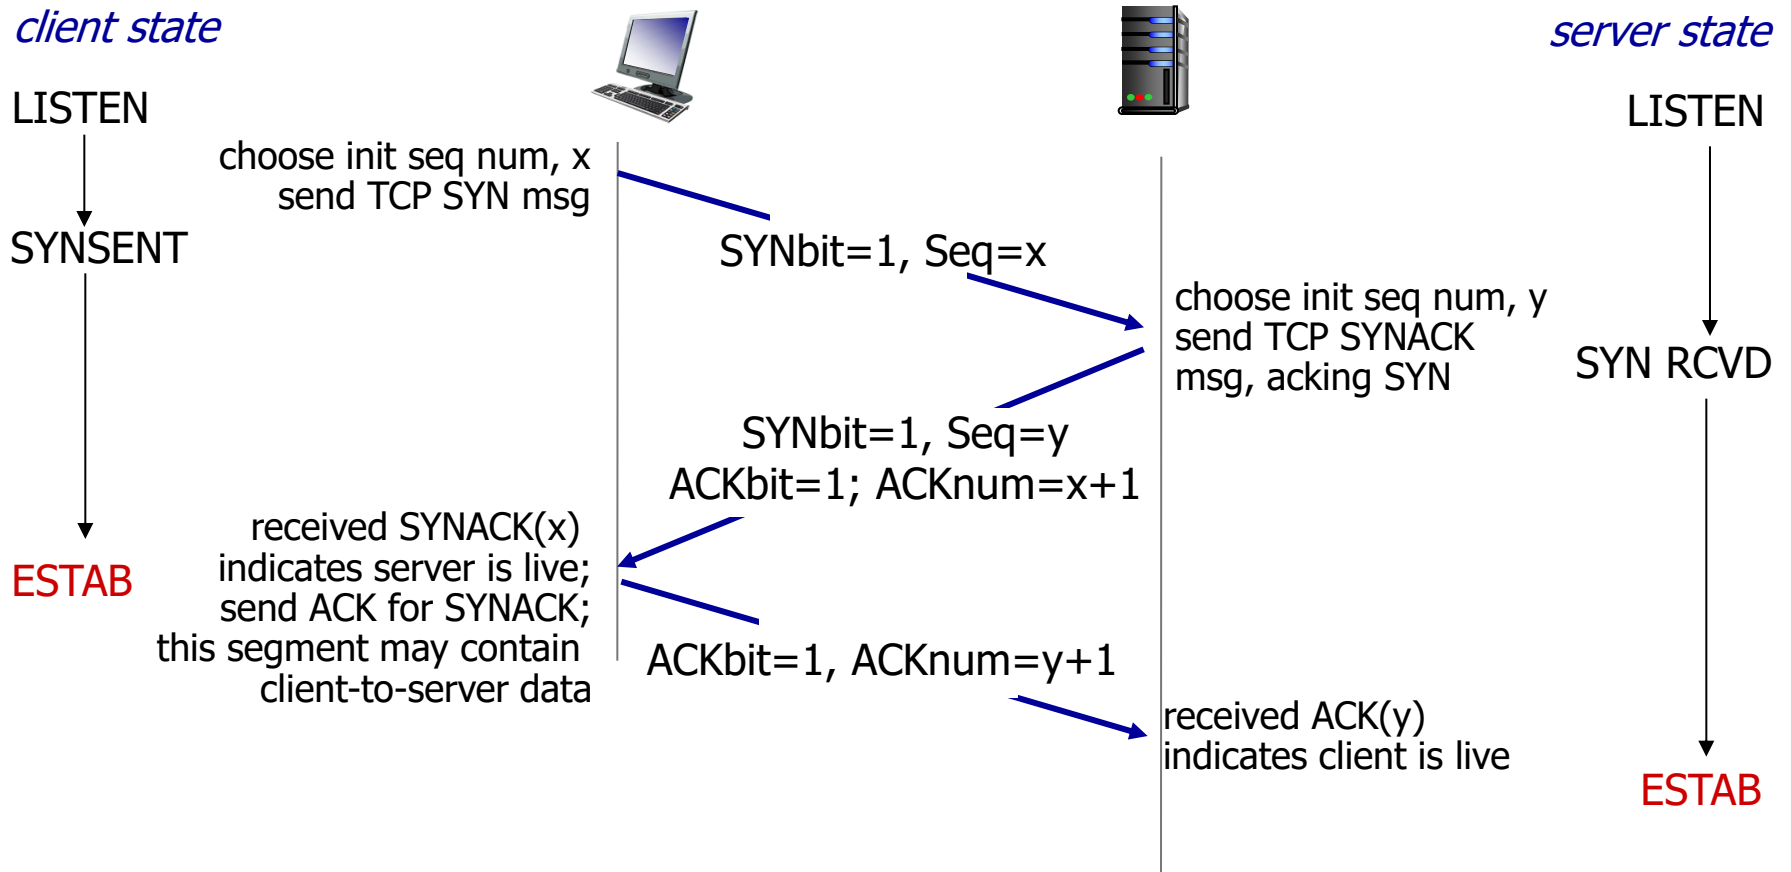 client state
server state
LISTEN
LISTEN
choose init seq num, x
send TCP SYN msg
SYNSENT
SYNbit=1, Seq=x
choose init seq num, y
send TCP SYNACK
msg, acking SYN
SYN RCVD
SYNbit=1, Seq=y
ACKbit=1; ACKnum=x+1
received SYNACK(x)
indicates server is live;
send ACK for SYNACK;
this segment may contain
client-to-server data
ESTAB
ACKbit=1, ACKnum=y+1
received ACK(y)
indicates client is live
ESTAB